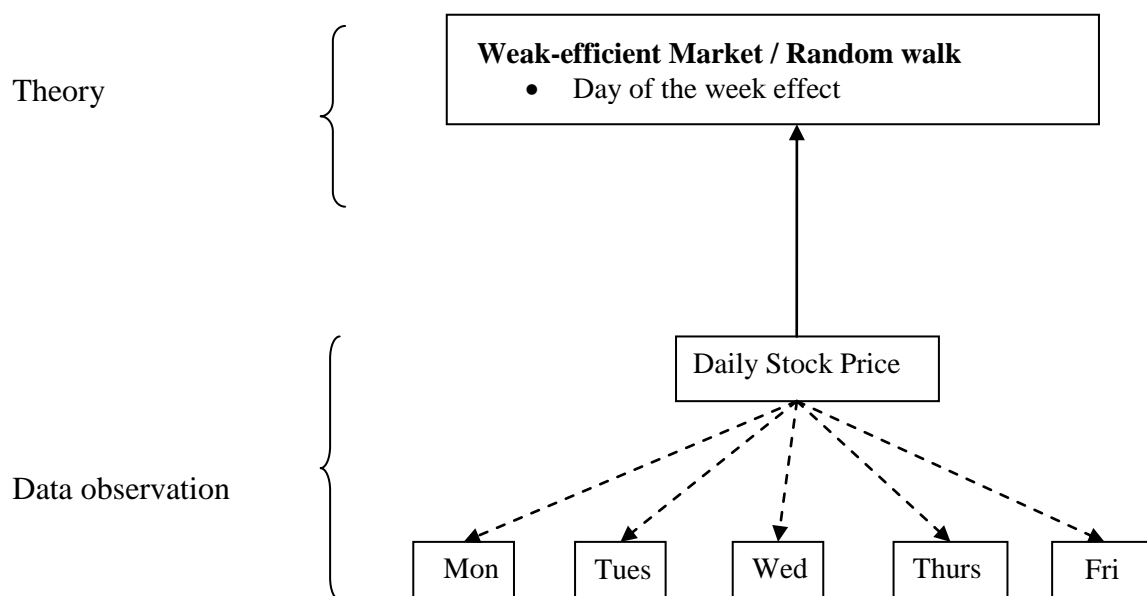 Weak-efficient Market / Random walk
• Day of the week effect
Theory
Daily Stock Price
Data observation
Mon
Tues
Wed
Thurs
Fri